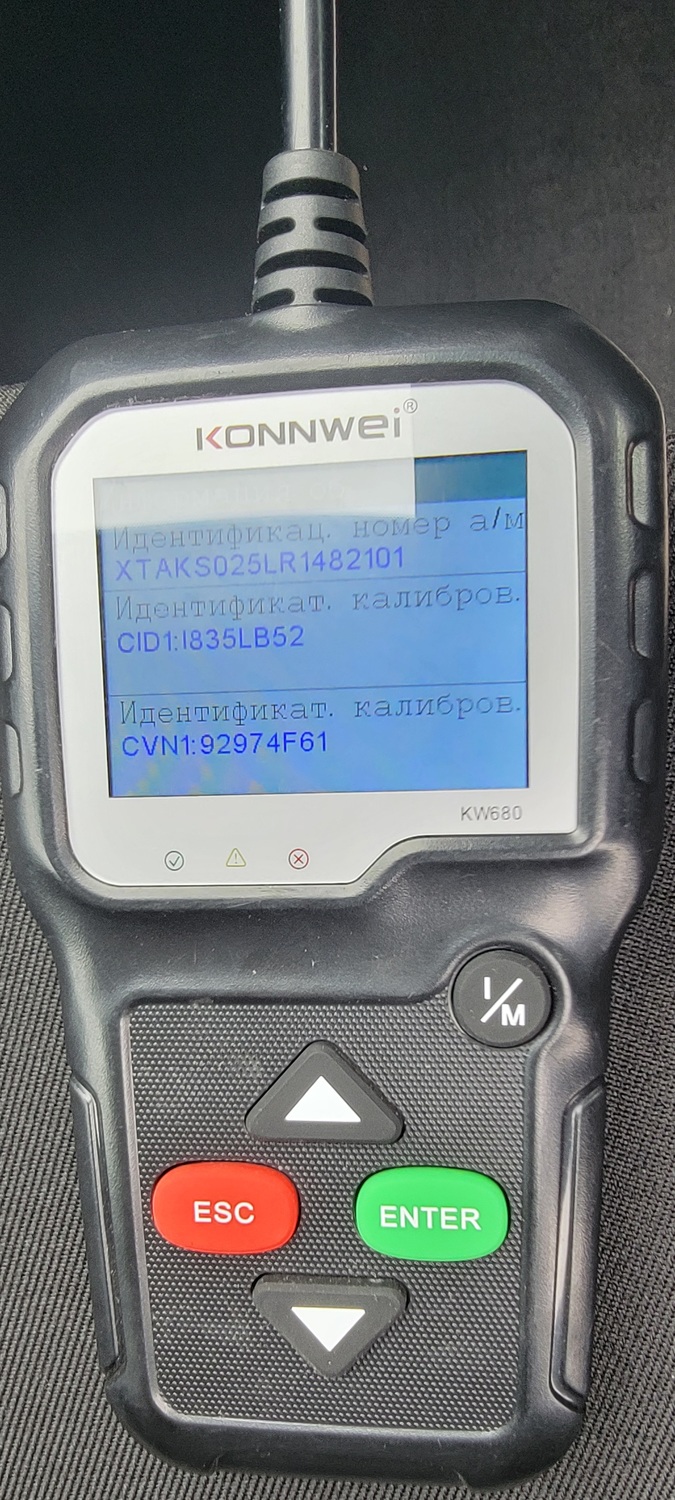 KONNWEI®
Идентификац. номер а/м
XTAKS025LR1482101
Идентификат. калибров.
CID1:I835LB52
Идентификат. калибров.
CVN1:92974F61
KW680
I/M
ESC
ENTER